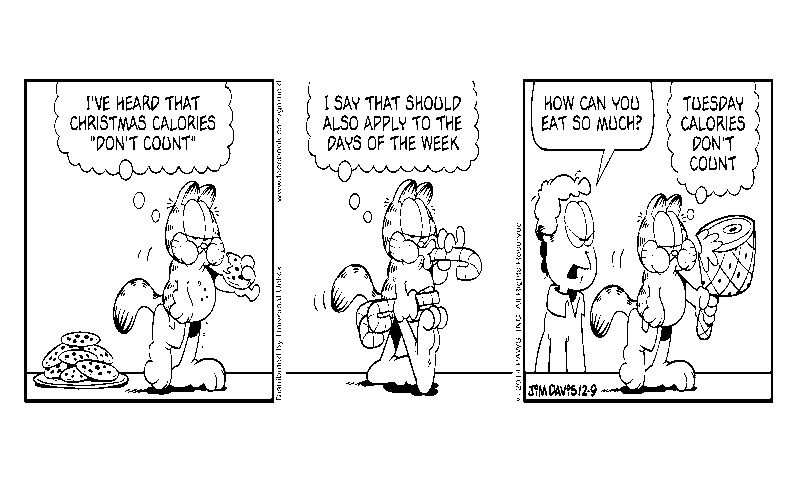 I'VE HEARD THAT
CHRISTMAS CALORIES
"DON'T COUNT"
I SAY THAT SHOULD
ALSO APPLY TO THE
DAYS OF THE WEEK
HOW CAN YOU
EAT SO MUCH?
TUESDAY
CALORIES
DON'T
COUNT
JIM DAVIS 12-9